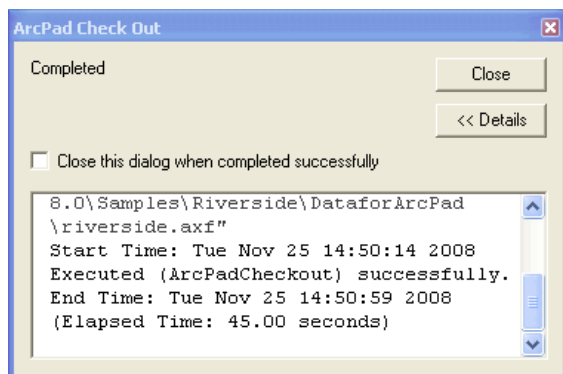 ArcPad Check Out
Completed
Close
<< Details
Close this dialog when completed successfully
8.0\Samples\Riverside\DataforArcPad
\riverside.axf"
Start Time: Tue Nov 25 14:50:14 2008
Executed (ArcPadCheckout) successfully.
End Time: Tue Nov 25 14:50:59 2008
(Elapsed Time: 45.00 seconds)